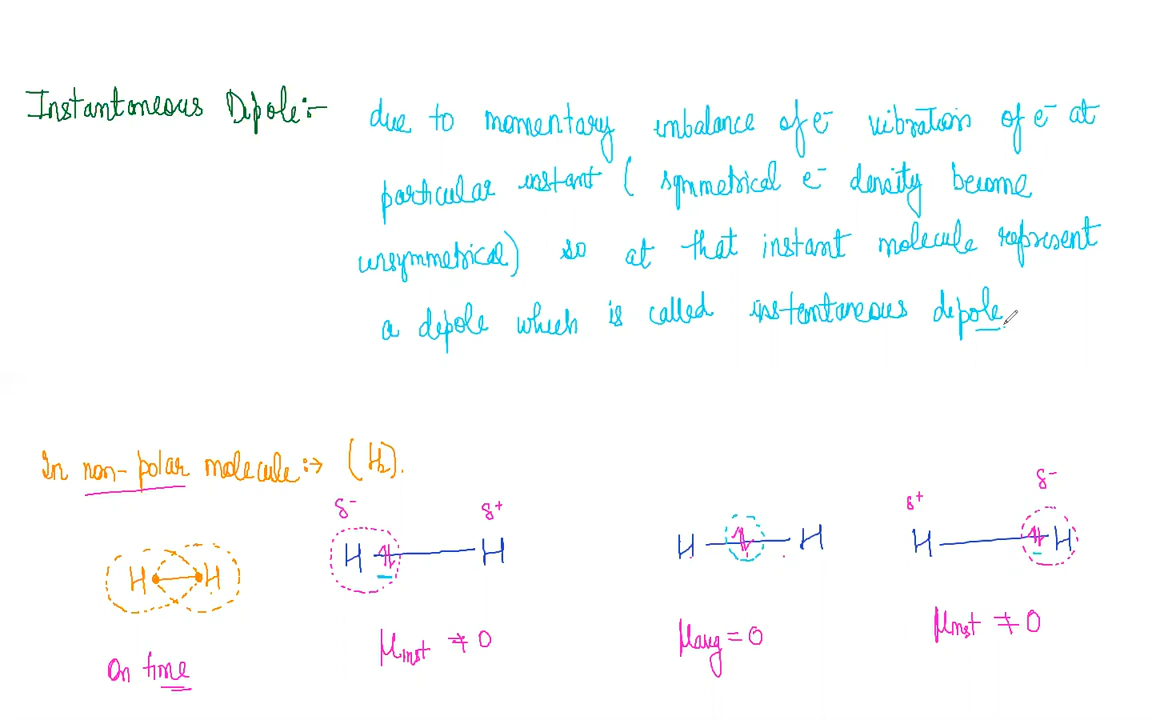 Instantaneous Dipole:-
due to momentary imbalance of e⁻ vibration of e⁻ at
particular instant ( symmetrical e⁻ density become
unsymmetrical) so at that instant molecule represent
a dipole which is called instantaneous dipole
In non-polar molecule:→ (H₂).
δ⁻ δ⁺ δ⁺ δ⁻
H H H H H H H H
μinst ≠ 0 μavg = 0 μinst ≠ 0
On time